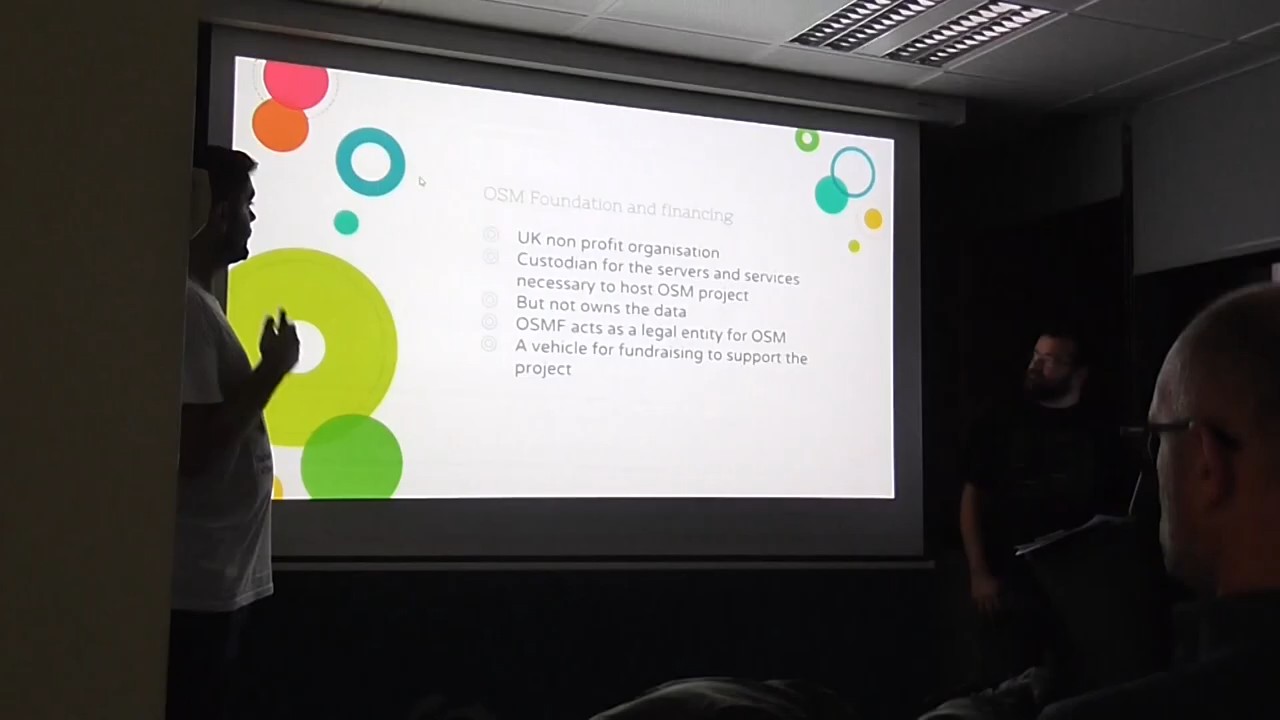 OSM Foundation and financing
UK non profit organisation
Custodian for the servers and services
necessary to host OSM project
But not owns the data
OSMF acts as a legal entity for OSM
A vehicle for fundraising to support the
project